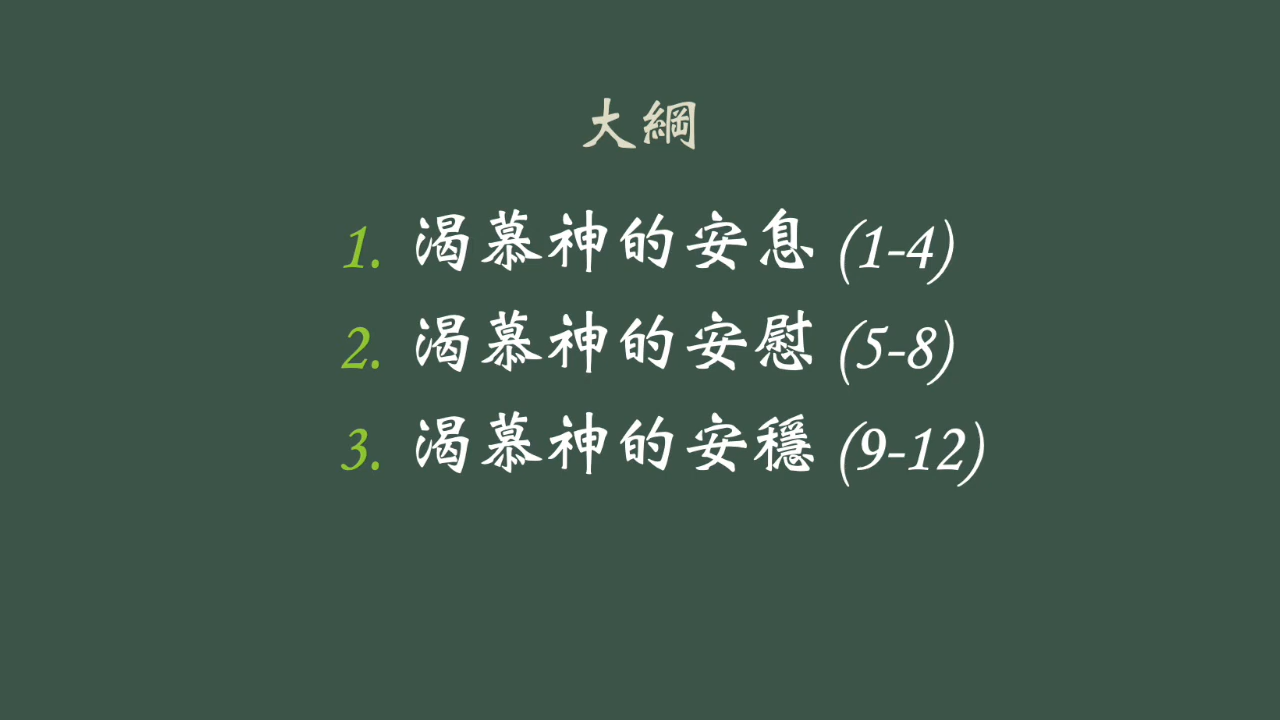 大綱
1. 渴慕神的安息 (1-4)
2. 渴慕神的安慰 (5-8)
3. 渴慕神的安穩 (9-12)